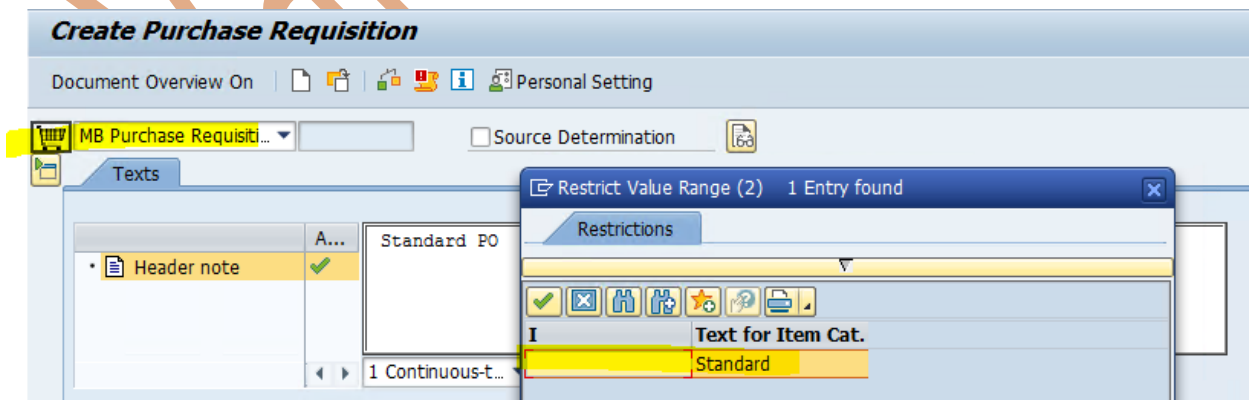 Create Purchase Requisition
Document Overview On Personal Setting
MB Purchase Requisiti... Source Determination
Texts
Restrict Value Range (2) 1 Entry found
Restrictions
A...
Standard PO
Header note
I Text for Item Cat.
Standard
1 Continuous-t...